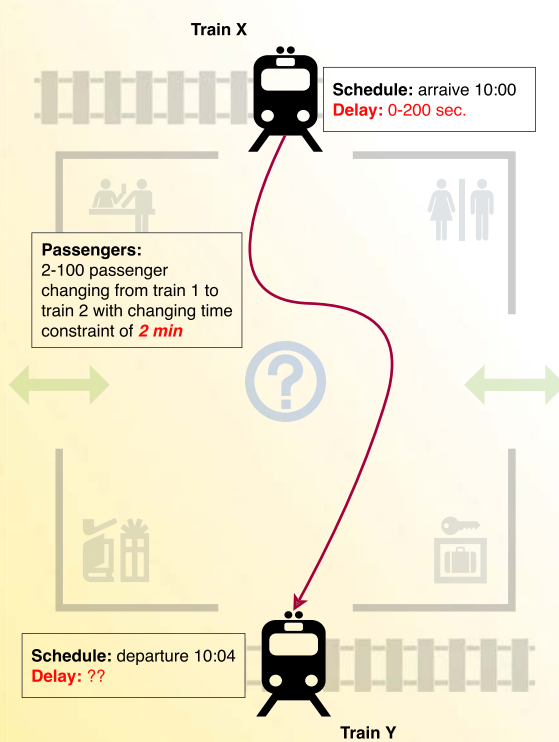 Train X
Schedule: arraive 10:00
Delay: 0-200 sec.
Passengers:
2-100 passenger
changing from train 1 to
train 2 with changing time
constraint of 2 min
?
Schedule: departure 10:04
Delay: ??
Train Y